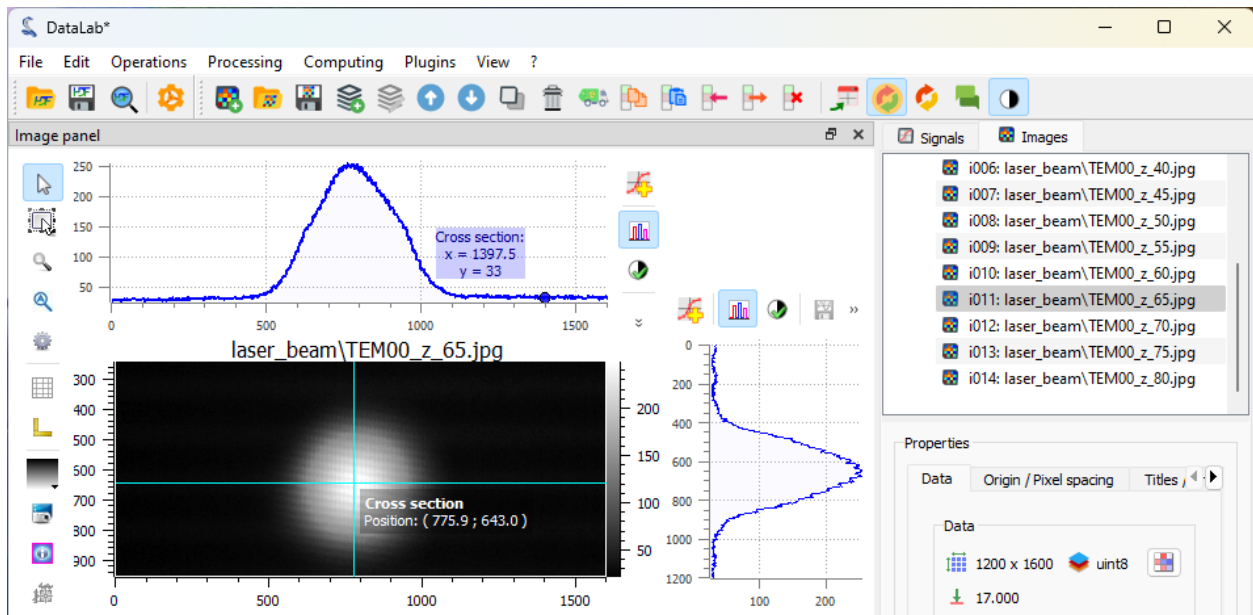 DataLab*
File Edit Operations Processing Computing Plugins View ?
Image panel
Signals Images
250
200
150
100
50
0 500 1000 1500
Cross section:
x = 1397.5
y = 33
»
i006: laser_beam\TEM00_z_40.jpg
i007: laser_beam\TEM00_z_45.jpg
i008: laser_beam\TEM00_z_50.jpg
i009: laser_beam\TEM00_z_55.jpg
i010: laser_beam\TEM00_z_60.jpg
i011: laser_beam\TEM00_z_65.jpg
i012: laser_beam\TEM00_z_70.jpg
i013: laser_beam\TEM00_z_75.jpg
i014: laser_beam\TEM00_z_80.jpg
laser_beam\TEM00_z_65.jpg
300
400
500
600
700
800
900
0 500 1000 1500
Cross section
Position: ( 775.9 ; 643.0 )
200
150
100
50
0
200
400
600
800
1000
1200
100 200
Properties
Data Origin / Pixel spacing Titles /
Data
1200 x 1600 uint8
17.000